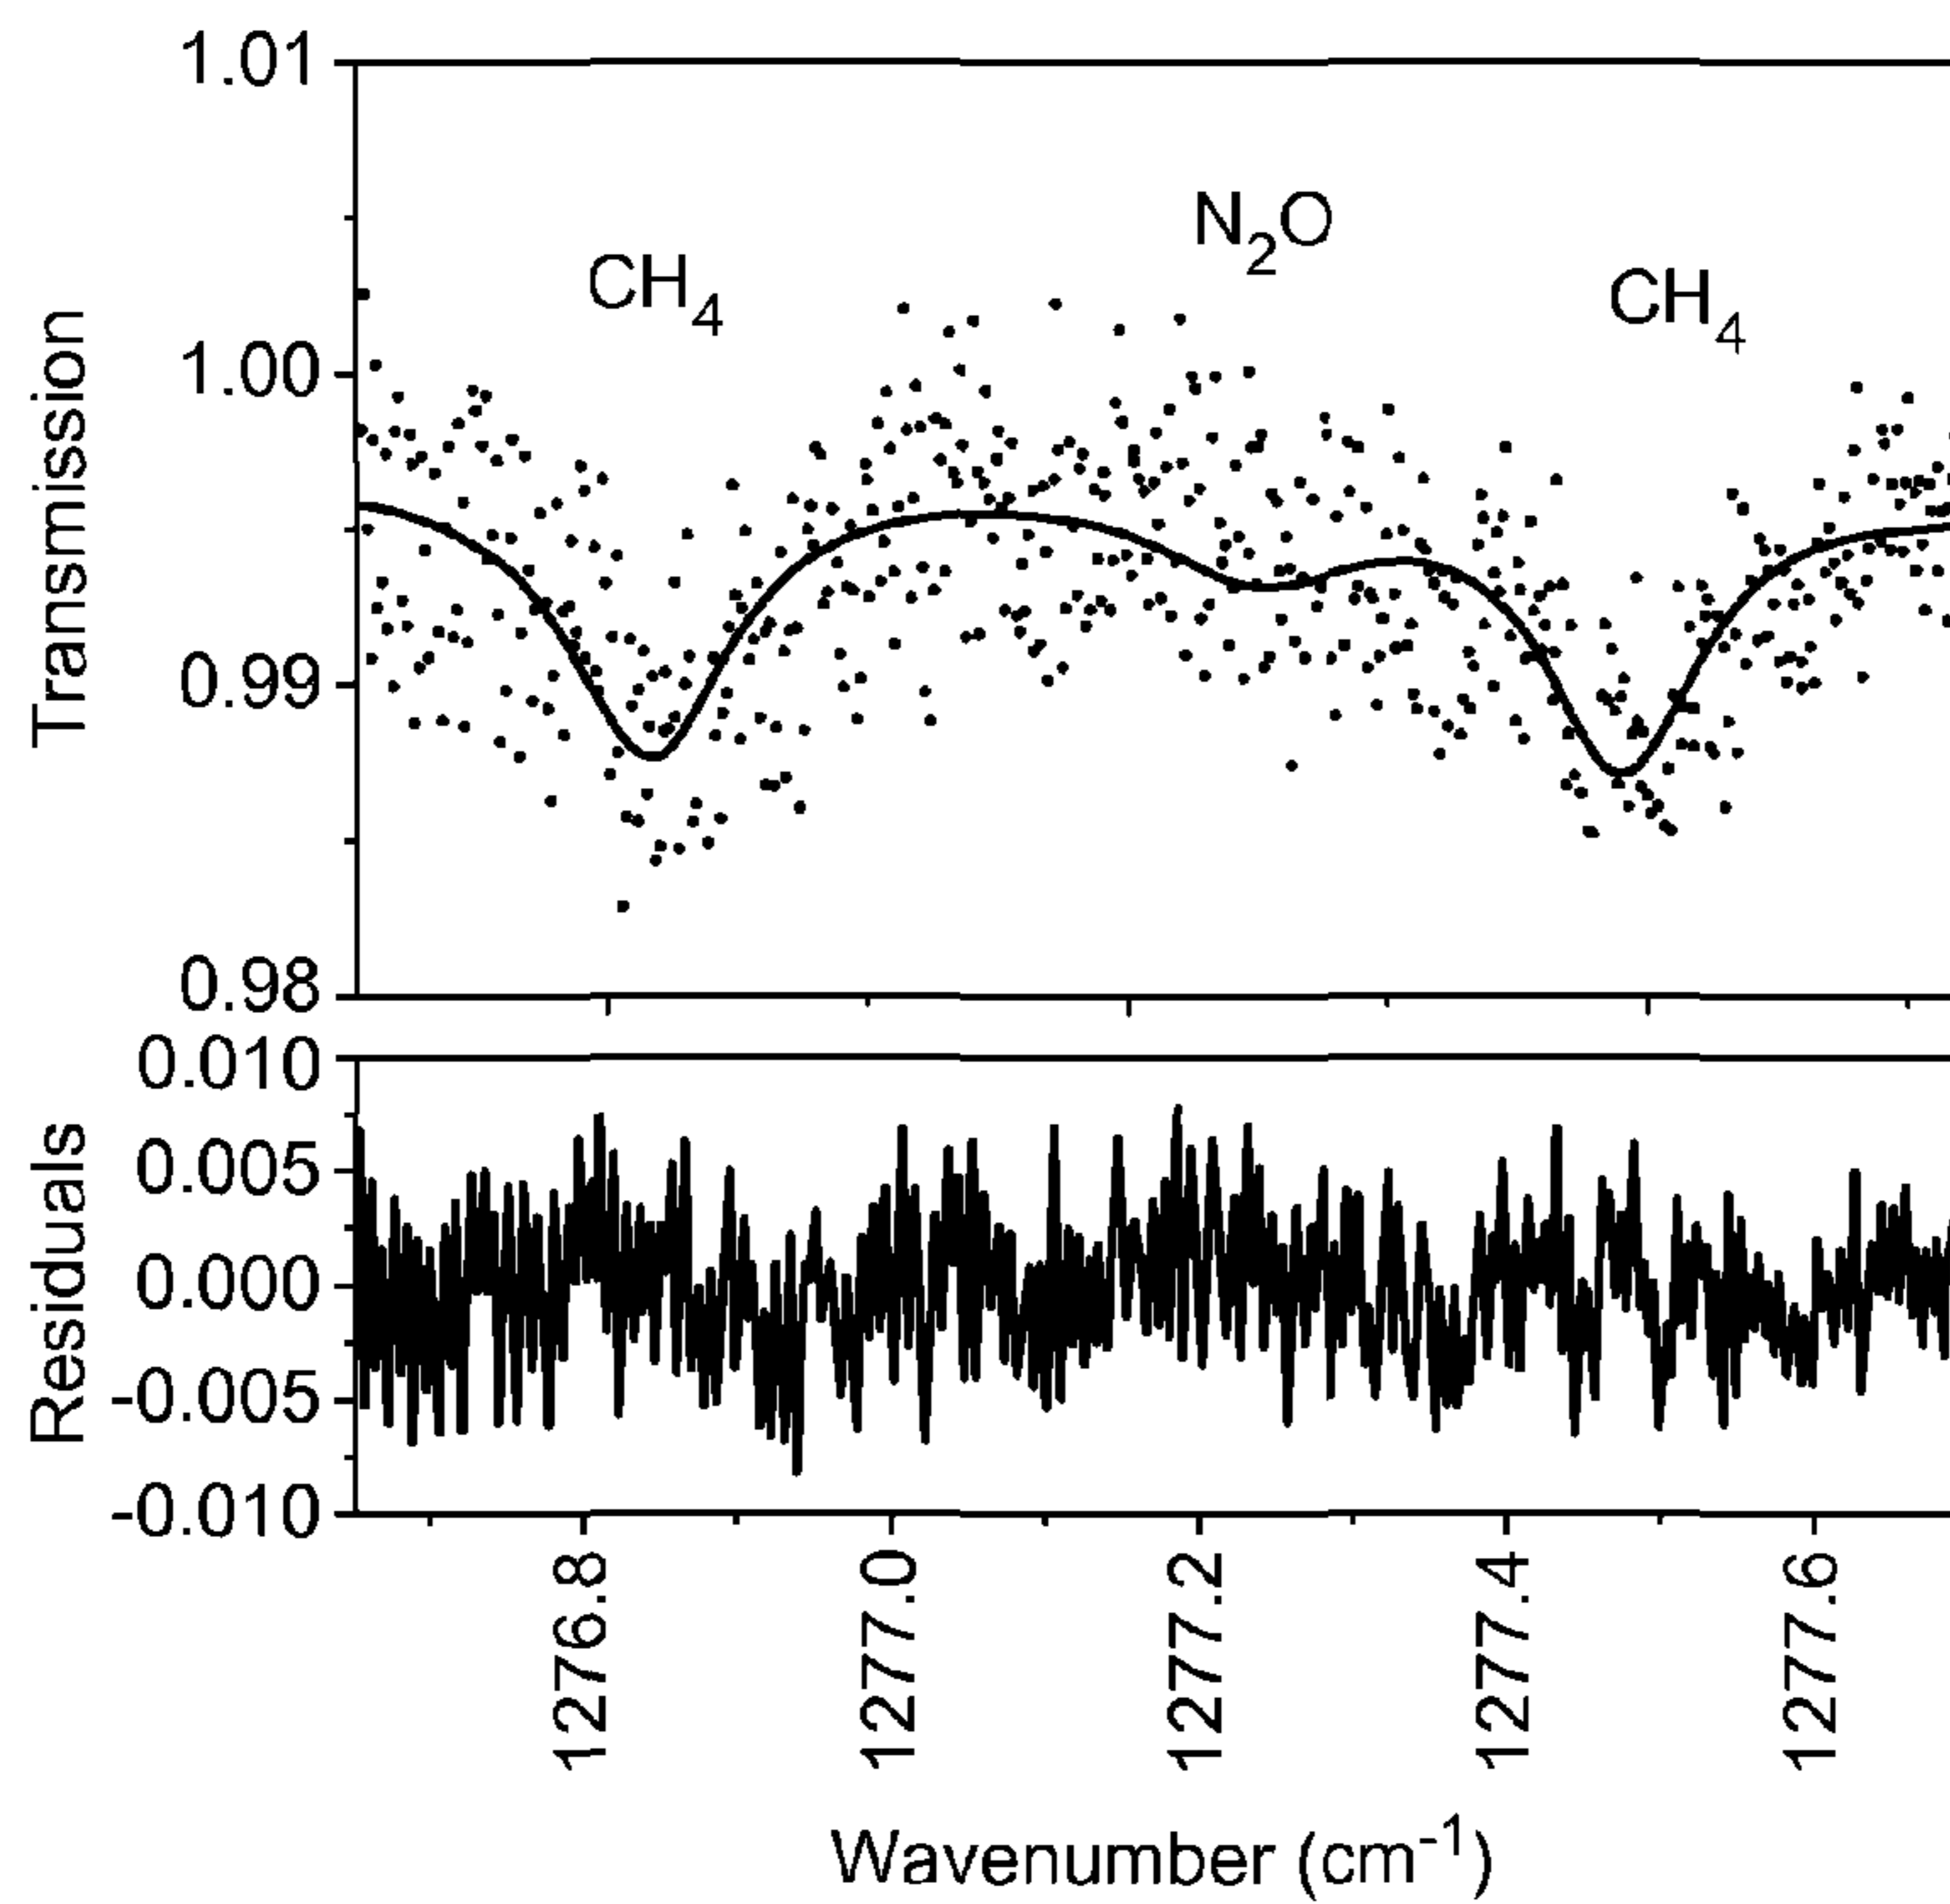 1.01
N₂O
CH₄
CH₄
Transmission
1.00
0.99
0.98
0.010
0.005
0.000
-0.005
-0.010
Residuals
1276.8
1277.0
1277.2
1277.4
1277.6
Wavenumber (cm⁻¹)